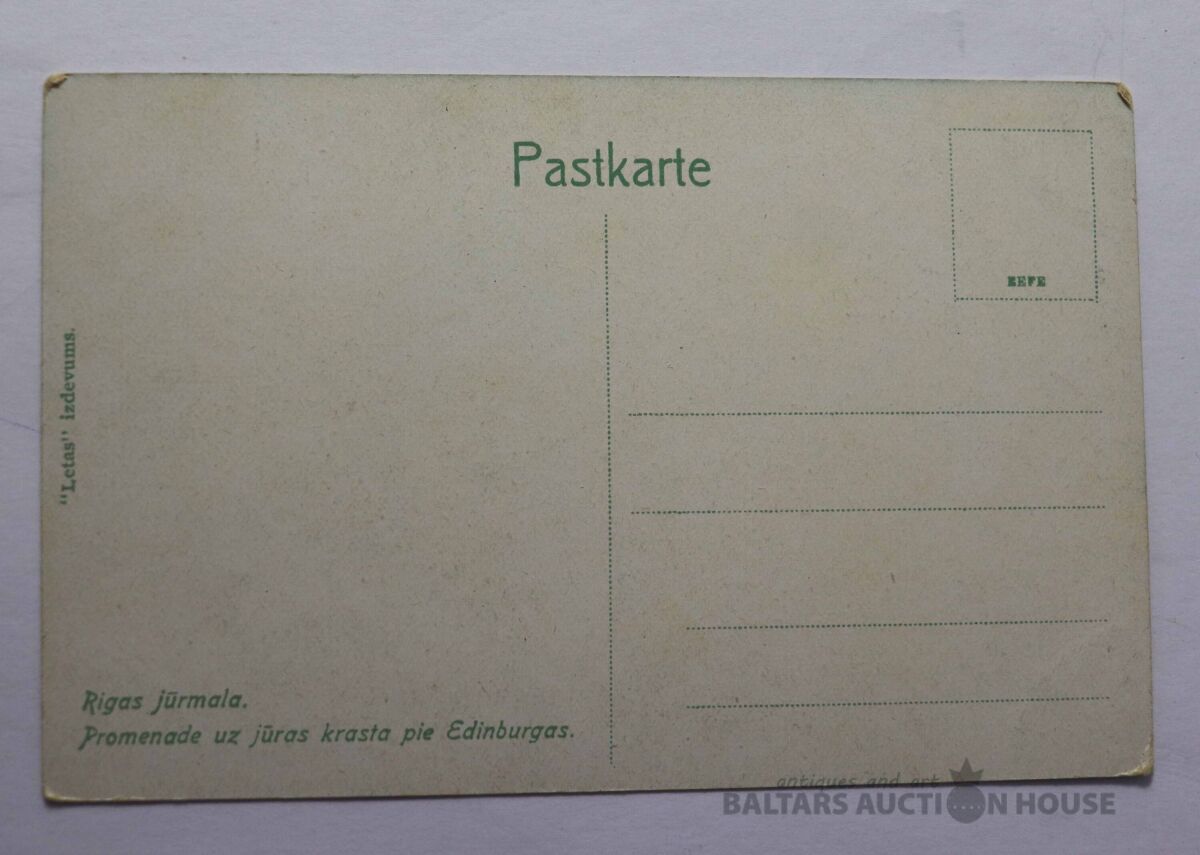 Pastkarte
EEFE
"Letas" izdevums.
Rigas jūrmala.
Promenade uz jūras krasta pie Edinburgas.
antiques and art
BALTARS AUCTION HOUSE